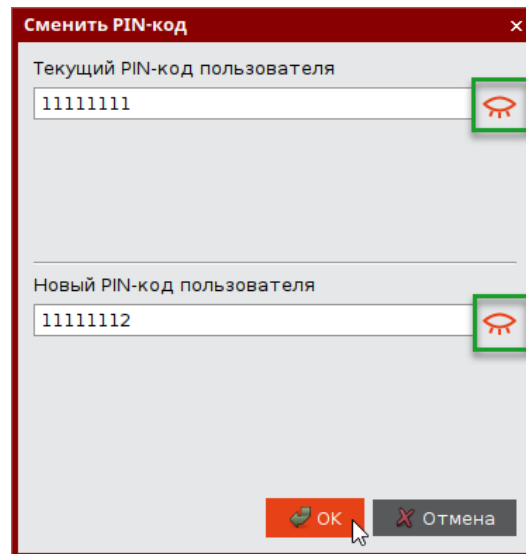 Сменить PIN-код
Текущий PIN-код пользователя
11111111
Новый PIN-код пользователя
11111112
OK
Отмена